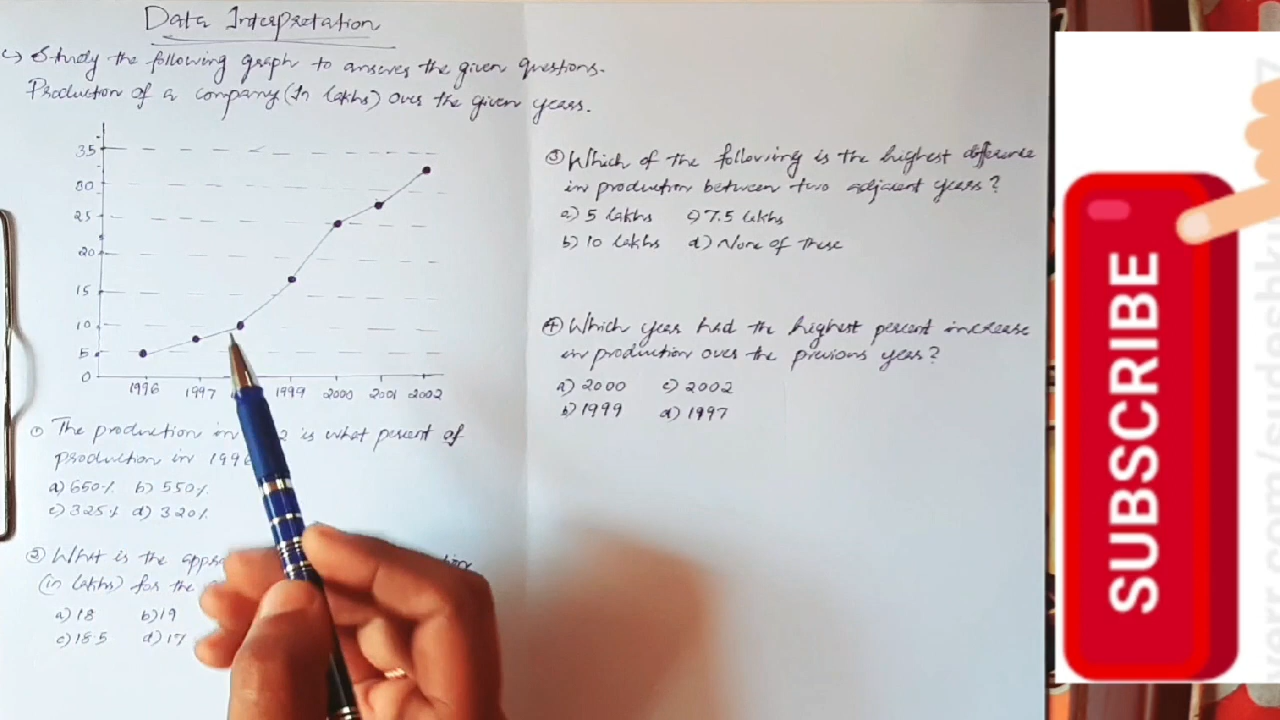 Data Interpretation
Study the following graph to answer the given questions.
Production of a company (In lakhs) over the given years.
35
30
25
20
15
10
5
0
1996 1997 1999 2000 2001 2002
① The production in 2 is what percent of
production in 1996
a) 650% b) 550%
c) 325% d) 320%
② What is the
(in lakhs) for the
a) 18 b) 19
c) 18.5 d) 17
③ Which of the following is the highest difference
in production between two adjacent years?
a) 5 lakhs c) 7.5 lakhs
b) 10 lakhs d) None of these
④ Which year had the highest percent increase
in production over the previous year?
a) 2000 c) 2002
b) 1999 d) 1997
SUBSCRIBE